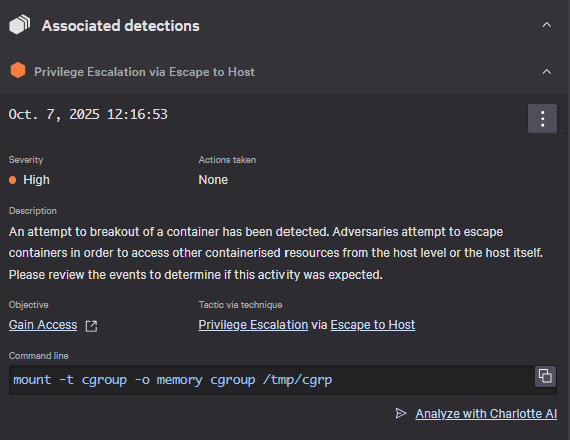 Associated detections
Privilege Escalation via Escape to Host
Oct. 7, 2025 12:16:53
Severity
Actions taken
High
None
Description
An attempt to breakout of a container has been detected. Adversaries attempt to escape
containers in order to access other containerised resources from the host level or the host itself.
Please review the events to determine if this activity was expected.
Objective
Tactic via technique
Gain Access
Privilege Escalation via Escape to Host
Command line
mount -t cgroup -o memory cgroup /tmp/cgrp
Analyze with Charlotte AI